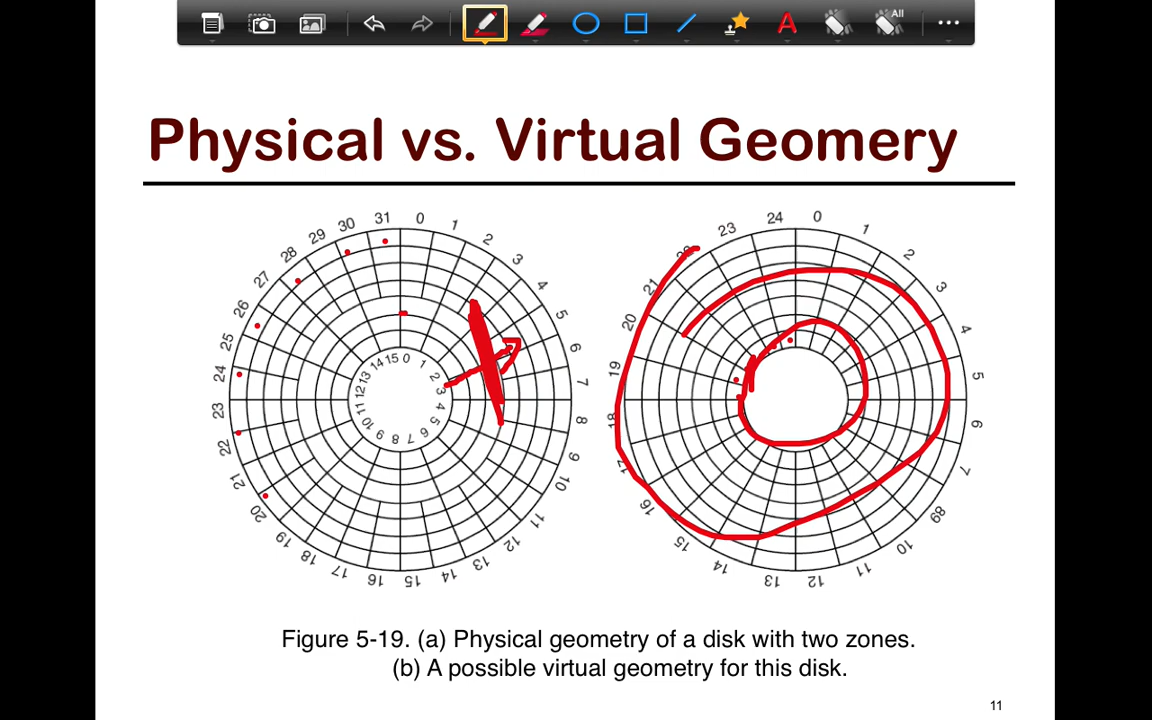 All
A
Physical vs. Virtual Geomery
31 0 1 2 3 4 5 6 7 8 9 10 11 12 13 14 15 16 17 18 19 20 21 22 23 24 25 26 27 28 29 30
15 0 1 2 3 4 5 6 7 8 9 10 11 12 13 14
24 0 1 2 3 4 5 6 7 89 10 11 12 13 14 15 16 17 18 19 20 21 23
Figure 5-19. (a) Physical geometry of a disk with two zones.
(b) A possible virtual geometry for this disk.
11